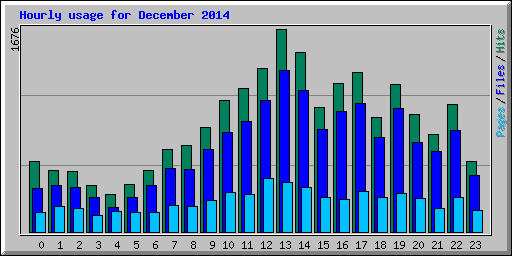 Hourly usage for December 2014
1676
Pages/Files/Hits
0 1 2 3 4 5 6 7 8 9 10 11 12 13 14 15 16 17 18 19 20 21 22 23